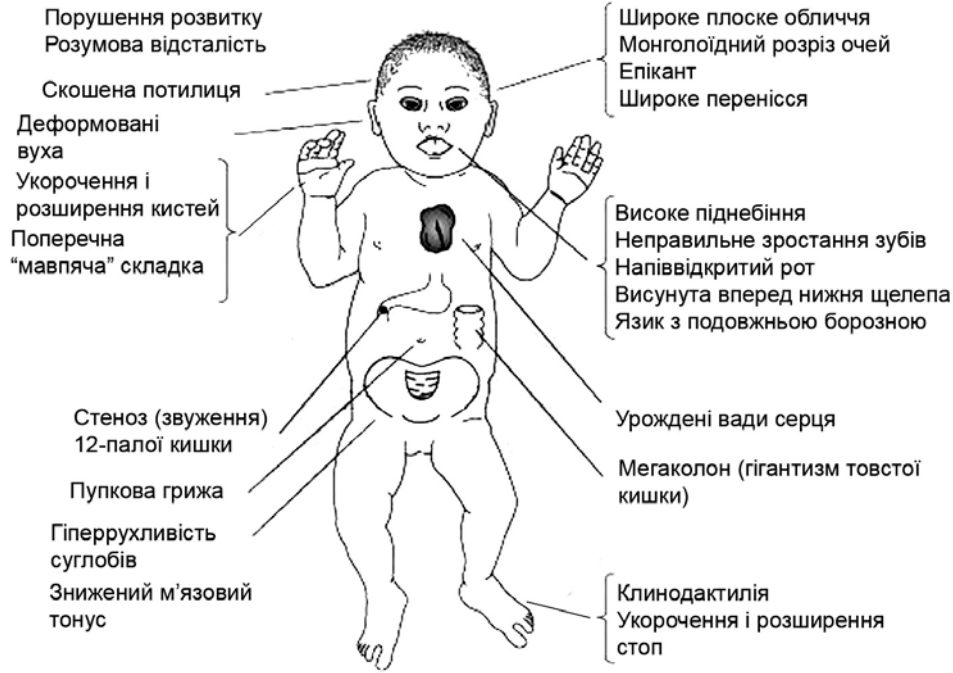 Порушення розвитку
Розумова відсталість
Скошена потилиця
Деформовані
вуха
Укорочення і
розширення кистей
Поперечна
“мавпяча” складка
Стеноз (звуження)
12-палої кишки
Пупкова грижа
Гіперрухливість
суглобів
Знижений м’язовий
тонус
Широке плоске обличчя
Монголоїдний розріз очей
Епікант
Широке перенісся
Високе піднебіння
Неправильне зростання зубів
Напіввідкритий рот
Висунута вперед нижня щелепа
Язик з подовжньою борозною
Урождені вади серця
Мегаколон (гігантизм товстої
кишки)
Клинодактилія
Укорочення і розширення
стоп